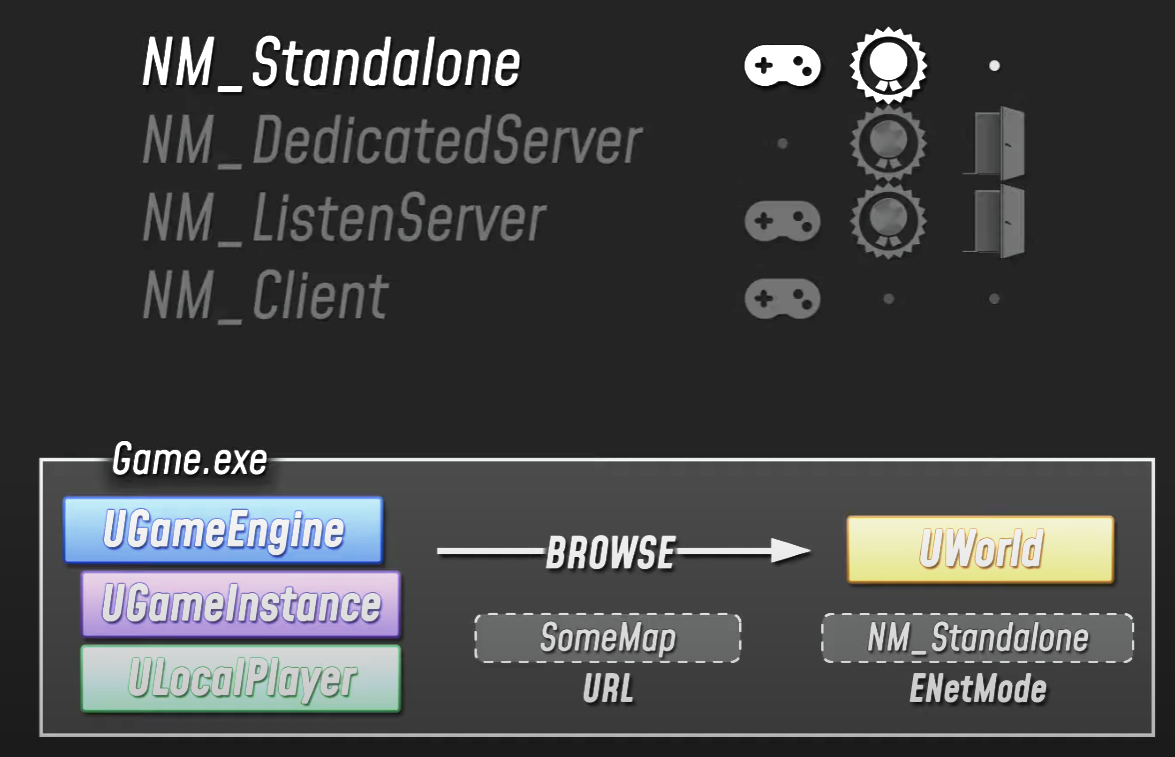 NM_Standalone
NM_DedicatedServer
NM_ListenServer
NM_Client
Game.exe
UGameEngine
UGameInstance
ULocalPlayer
BROWSE
SomeMap
URL
UWorld
NM_Standalone
ENetMode